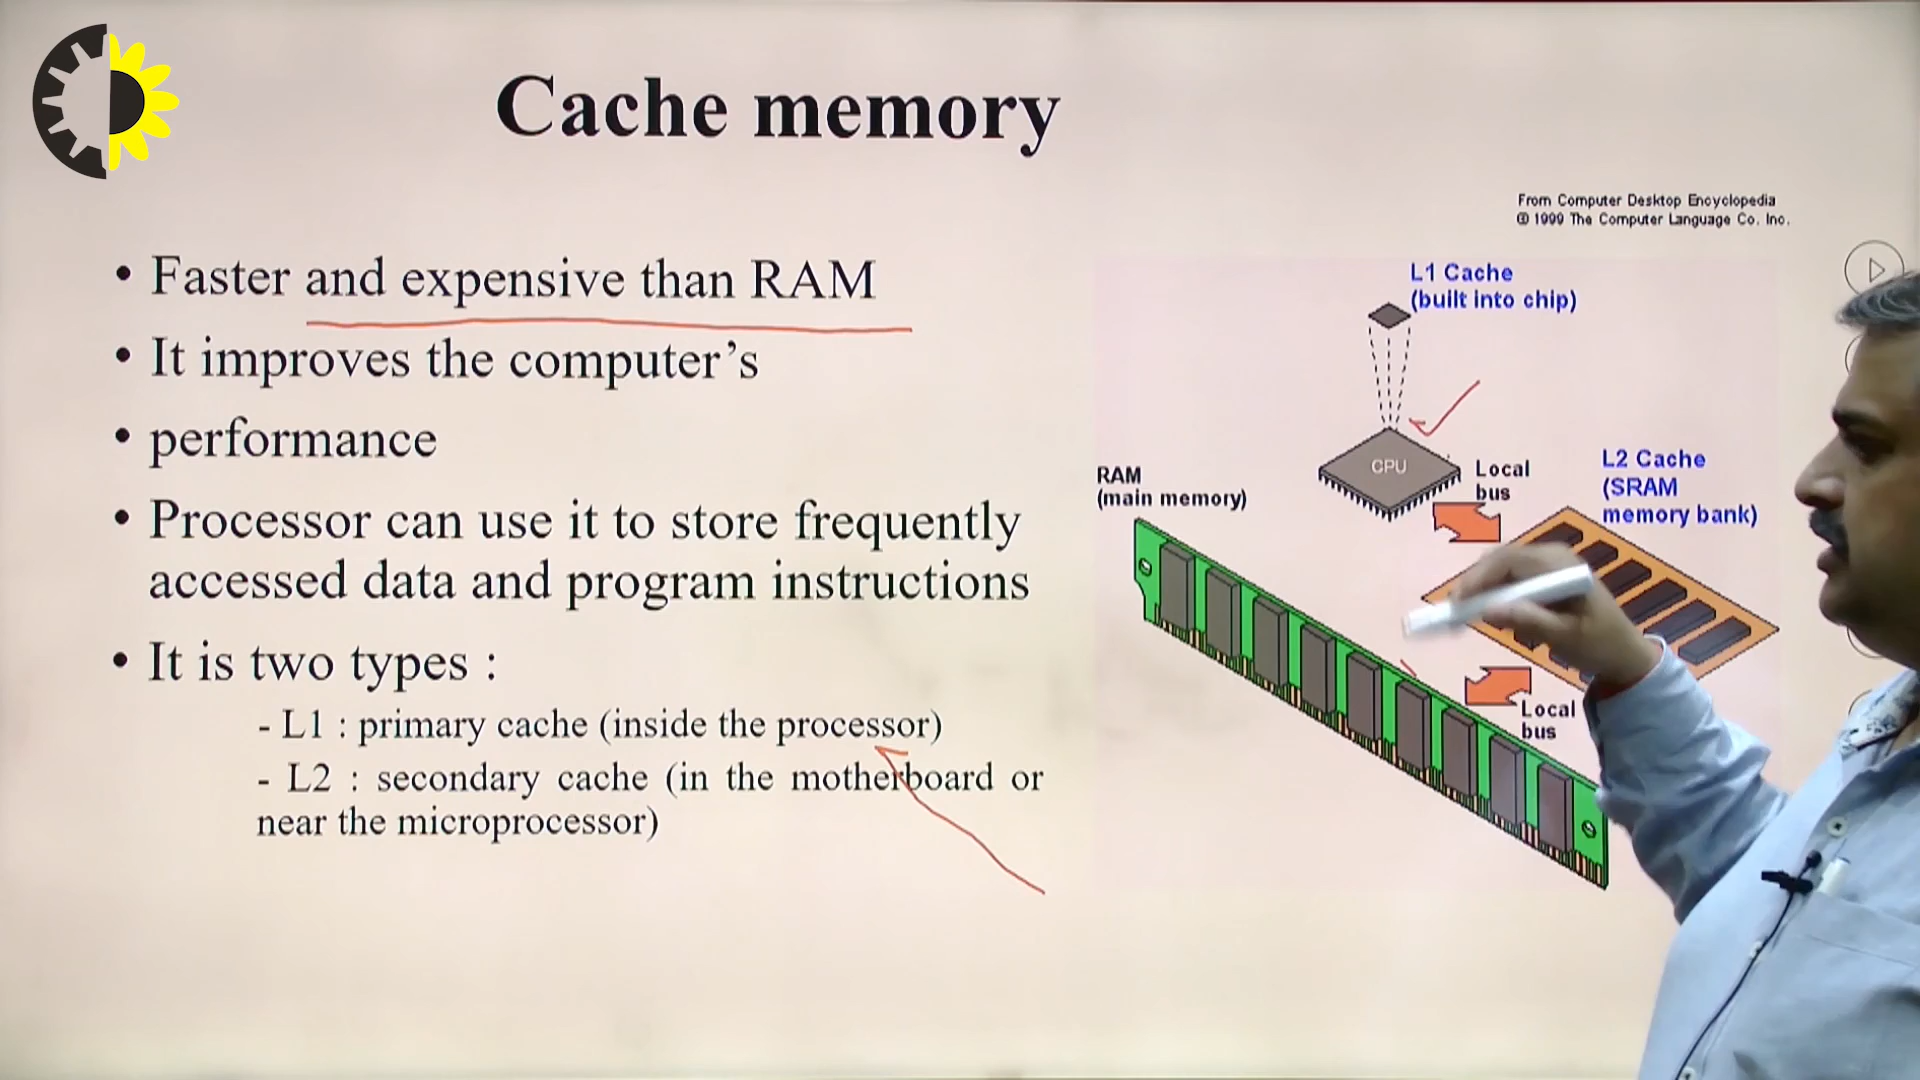 Cache memory
From Computer Desktop Encyclopedia
© 1999 The Computer Language Co. Inc.
• Faster and expensive than RAM
• It improves the computer’s
• performance
• Processor can use it to store frequently
accessed data and program instructions
• It is two types :
- L1 : primary cache (inside the processor)
- L2 : secondary cache (in the motherboard or
near the microprocessor)
L1 Cache
(built into chip)
CPU
Local
bus
L2 Cache
(SRAM
memory bank)
RAM
(main memory)
Local
bus